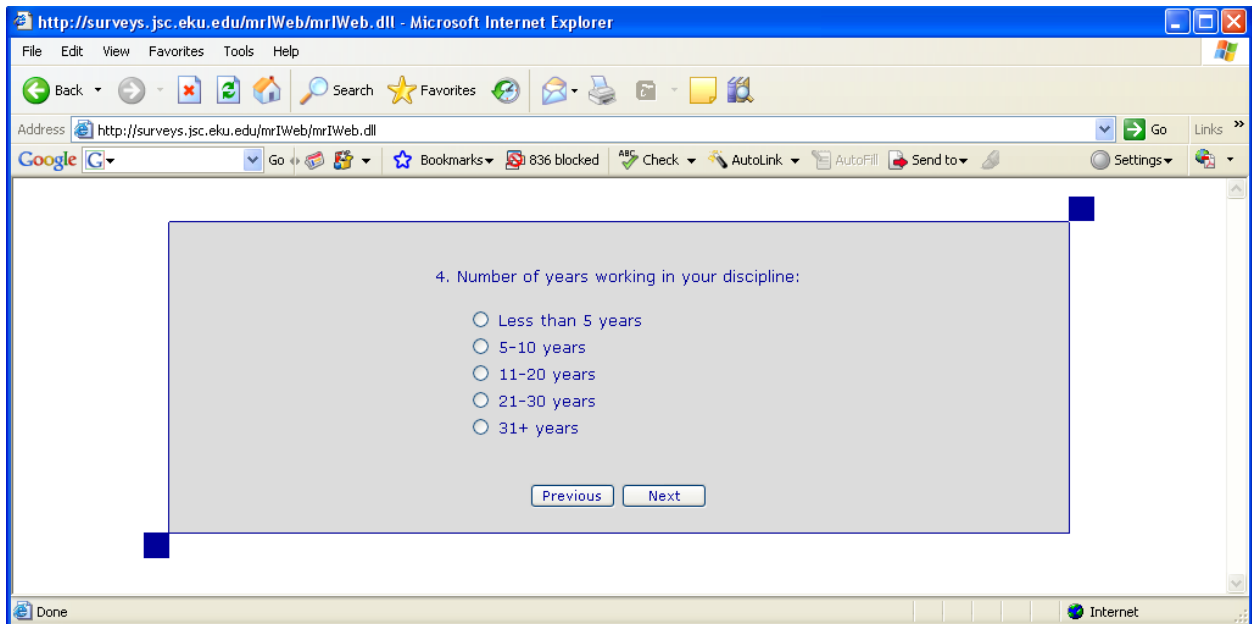 http://surveys.jsc.eku.edu/mrIWeb/mrIWeb.dll - Microsoft Internet Explorer
File Edit View Favorites Tools Help
Back Search Favorites
Address http://surveys.jsc.eku.edu/mrIWeb/mrIWeb.dll Go Links »
Google G Go Bookmarks 836 blocked ABC Check AutoLink AutoFill Send to Settings
4. Number of years working in your discipline:
Less than 5 years
5-10 years
11-20 years
21-30 years
31+ years
Previous Next
Done Internet